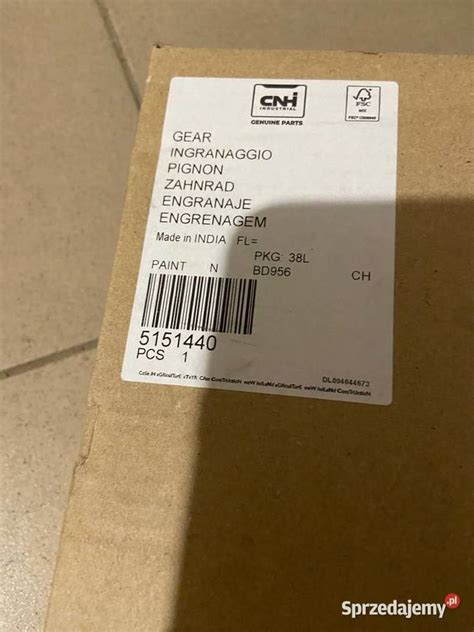 CNH
INDUSTRIAL
GENUINE PARTS
FSC
GEAR
INGRANAGGIO
PIGNON
ZAHNRAD
ENGRANAJE
ENGRENAGEM
Made in INDIA FL=
PKG 38L
PAINT N BD956 CH
5151440
PCS 1
Sprzedajemy.pl